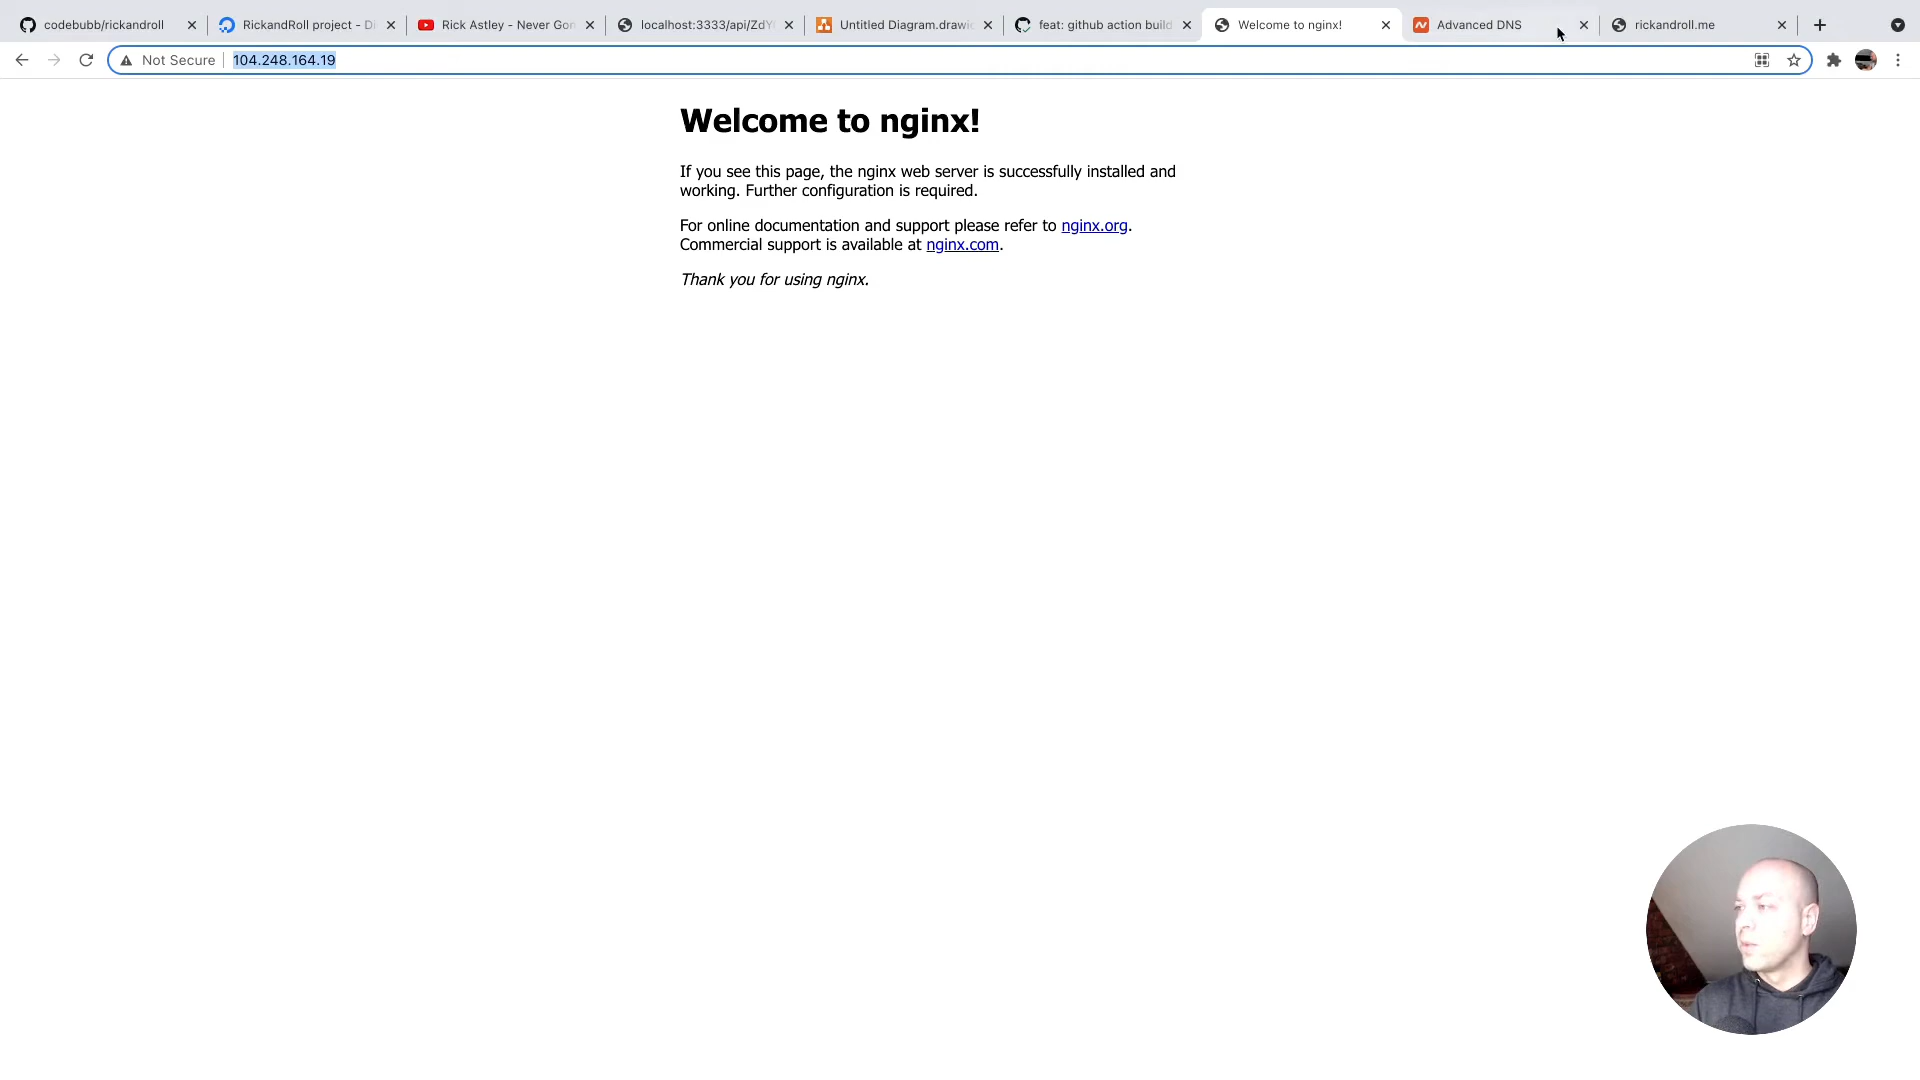 codebubb/rickandroll
RickandRoll project - Di
Rick Astley - Never Gon
localhost:3333/api/ZdY
Untitled Diagram.drawio
feat: github action build
Welcome to nginx!
Advanced DNS
rickandroll.me
Not Secure
104.248.164.19
Welcome to nginx!
If you see this page, the nginx web server is successfully installed and
working. Further configuration is required.
For online documentation and support please refer to nginx.org.
Commercial support is available at nginx.com.
Thank you for using nginx.